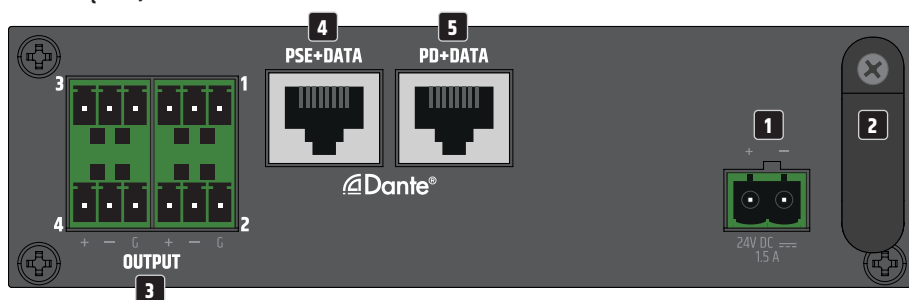 4 5
PSE+DATA PD+DATA
3 1
1
2
+ −
Dante®
4 2
+ − G + − G
24V DC
1.5 A
OUTPUT
3